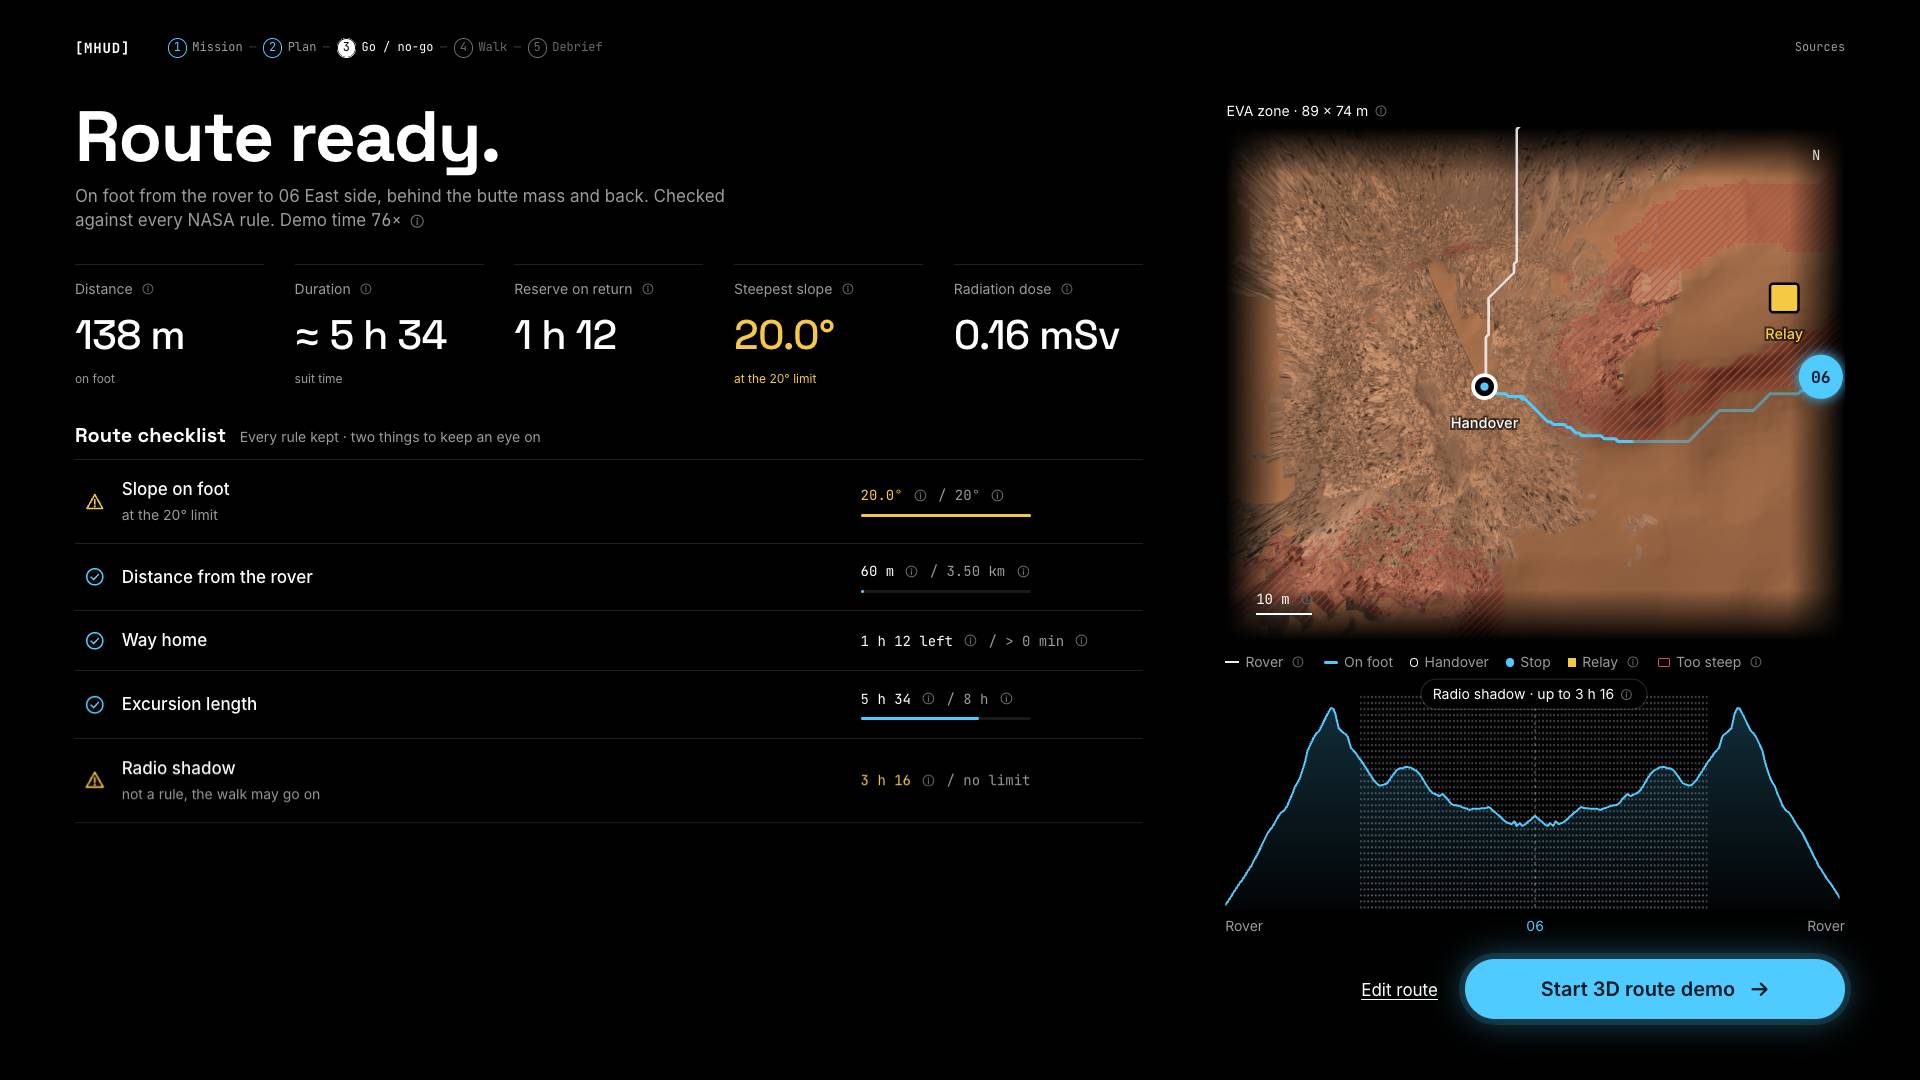 [MHUD]
1 Mission — 2 Plan — 3 Go / no-go — 4 Walk — 5 Debrief
Sources
Route ready.
On foot from the rover to 06 East side, behind the butte mass and back. Checked
against every NASA rule. Demo time 76×
Distance
138 m
on foot
Duration
≈ 5 h 34
suit time
Reserve on return
1 h 12
Steepest slope
20.0°
at the 20° limit
Radiation dose
0.16 mSv
Route checklist Every rule kept · two things to keep an eye on
Slope on foot
at the 20° limit
20.0° / 20°
Distance from the rover
60 m / 3.50 km
Way home
1 h 12 left / > 0 min
Excursion length
5 h 34 / 8 h
Radio shadow
not a rule, the walk may go on
3 h 16 / no limit
EVA zone · 89 × 74 m
N
Relay
06
Handover
10 m
Rover On foot Handover Stop Relay Too steep
Radio shadow · up to 3 h 16
Rover 06 Rover
Edit route
Start 3D route demo →